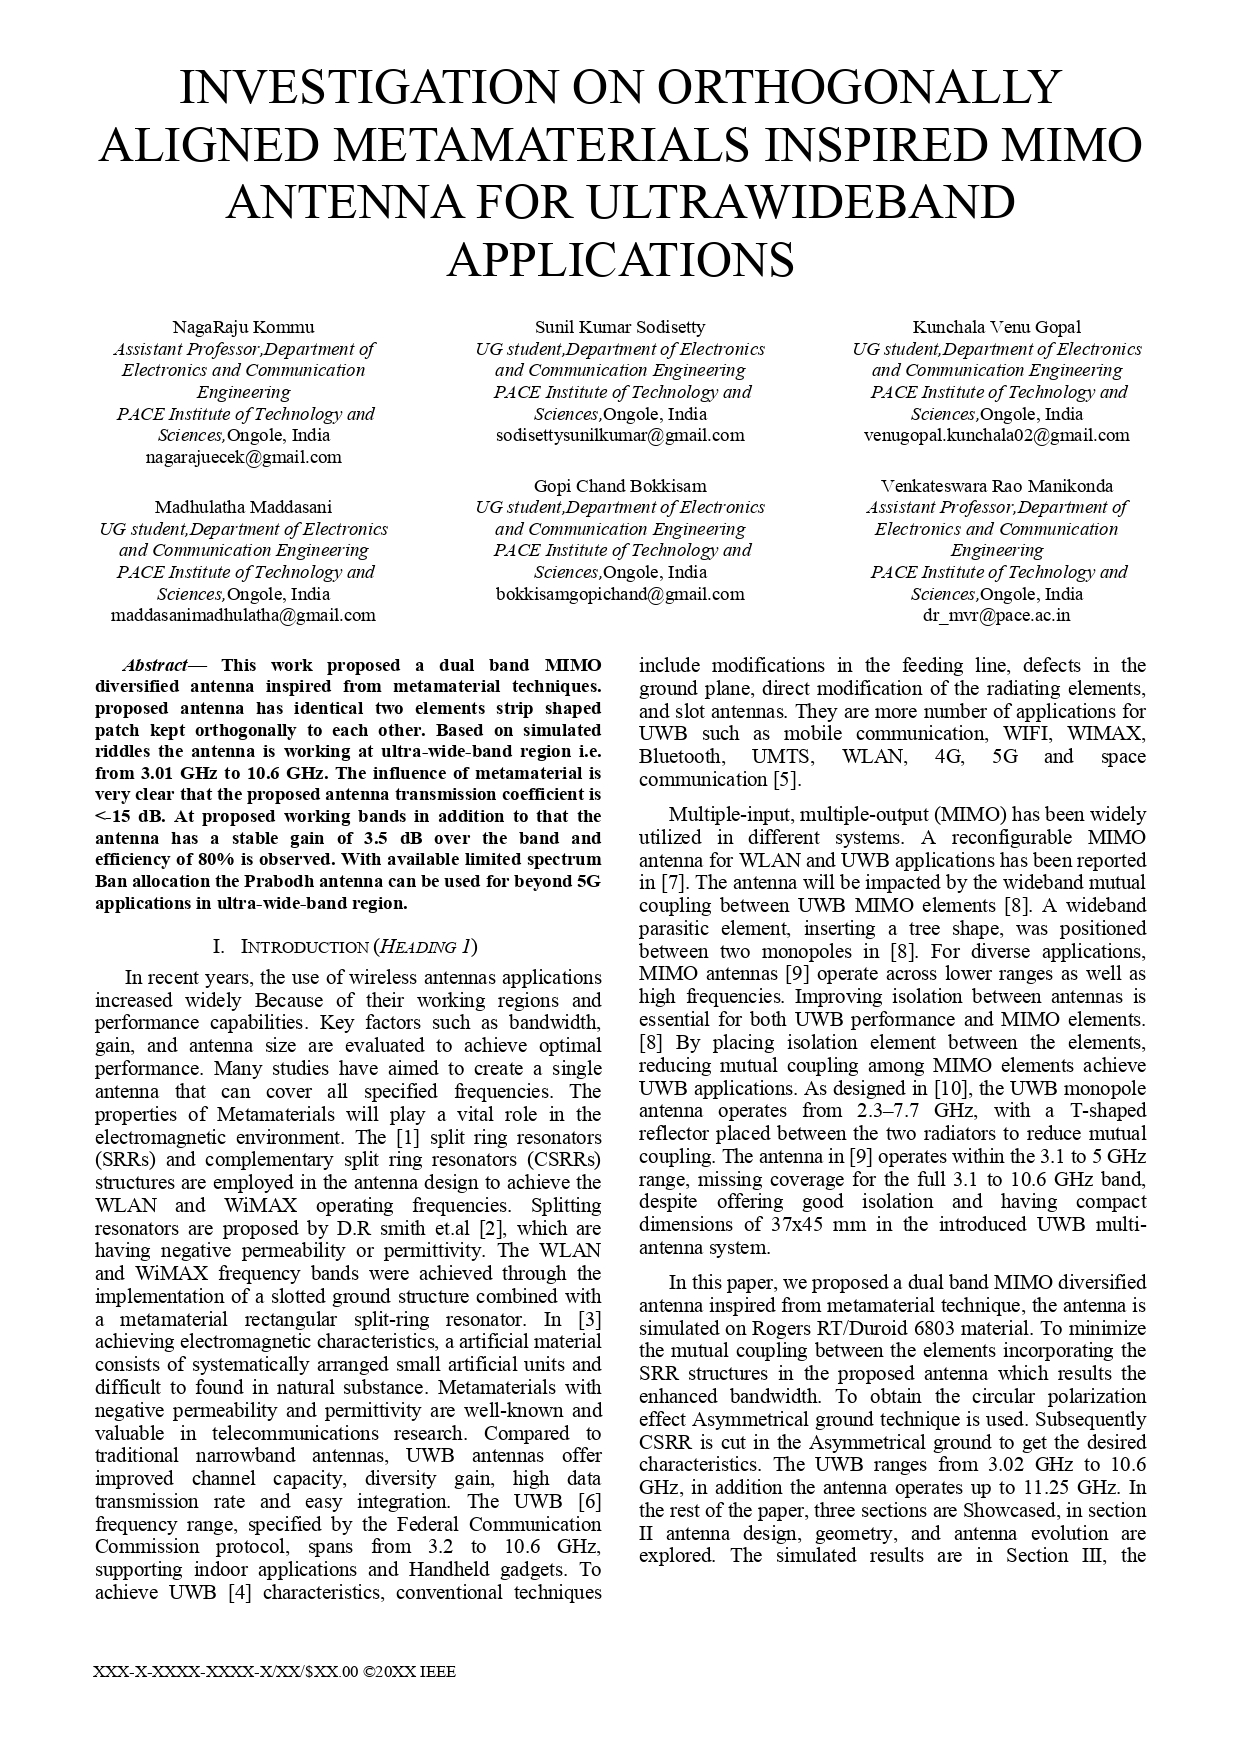 INVESTIGATION ON ORTHOGONALLY
ALIGNED METAMATERIALS INSPIRED MIMO
ANTENNA FOR ULTRAWIDEBAND
APPLICATIONS
NagaRaju Kommu
Assistant Professor,Department of
Electronics and Communication
Engineering
PACE Institute of Technology and
Sciences,Ongole, India
nagarajuecek@gmail.com
Madhulatha Maddasani
UG student,Department of Electronics
and Communication Engineering
PACE Institute of Technology and
Sciences,Ongole, India
maddasanimadhulatha@gmail.com
Sunil Kumar Sodisetty
UG student,Department of Electronics
and Communication Engineering
PACE Institute of Technology and
Sciences,Ongole, India
sodisettysunilkumar@gmail.com
Gopi Chand Bokkisam
UG student,Department of Electronics
and Communication Engineering
PACE Institute of Technology and
Sciences,Ongole, India
bokkisamgopichand@gmail.com
Kunchala Venu Gopal
UG student,Department of Electronics
and Communication Engineering
PACE Institute of Technology and
Sciences,Ongole, India
venugopal.kunchala02@gmail.com
Venkateswara Rao Manikonda
Assistant Professor,Department of
Electronics and Communication
Engineering
PACE Institute of Technology and
Sciences,Ongole, India
dr_mvr@pace.ac.in
Abstract— This work proposed a dual band MIMO
diversified antenna inspired from metamaterial techniques.
proposed antenna has identical two elements strip shaped
patch kept orthogonally to each other. Based on simulated
riddles the antenna is working at ultra-wide-band region i.e.
from 3.01 GHz to 10.6 GHz. The influence of metamaterial is
very clear that the proposed antenna transmission coefficient is
<-15 dB. At proposed working bands in addition to that the
antenna has a stable gain of 3.5 dB over the band and
efficiency of 80% is observed. With available limited spectrum
Ban allocation the Prabodh antenna can be used for beyond 5G
applications in ultra-wide-band region.
I. INTRODUCTION (HEADING 1)
In recent years, the use of wireless antennas applications
increased widely Because of their working regions and
performance capabilities. Key factors such as bandwidth,
gain, and antenna size are evaluated to achieve optimal
performance. Many studies have aimed to create a single
antenna that can cover all specified frequencies. The
properties of Metamaterials will play a vital role in the
electromagnetic environment. The [1] split ring resonators
(SRRs) and complementary split ring resonators (CSRRs)
structures are employed in the antenna design to achieve the
WLAN and WiMAX operating frequencies. Splitting
resonators are proposed by D.R smith et.al [2], which are
having negative permeability or permittivity. The WLAN
and WiMAX frequency bands were achieved through the
implementation of a slotted ground structure combined with
a metamaterial rectangular split-ring resonator. In [3]
achieving electromagnetic characteristics, a artificial material
consists of systematically arranged small artificial units and
difficult to found in natural substance. Metamaterials with
negative permeability and permittivity are well-known and
valuable in telecommunications research. Compared to
traditional narrowband antennas, UWB antennas offer
improved channel capacity, diversity gain, high data
transmission rate and easy integration. The UWB [6]
frequency range, specified by the Federal Communication
Commission protocol, spans from 3.2 to 10.6 GHz,
supporting indoor applications and Handheld gadgets. To
achieve UWB [4] characteristics, conventional techniques
include modifications in the feeding line, defects in the
ground plane, direct modification of the radiating elements,
and slot antennas. They are more number of applications for
UWB such as mobile communication, WIFI, WIMAX,
Bluetooth, UMTS, WLAN, 4G, 5G and space
communication [5].
Multiple-input, multiple-output (MIMO) has been widely
utilized in different systems. A reconfigurable MIMO
antenna for WLAN and UWB applications has been reported
in [7]. The antenna will be impacted by the wideband mutual
coupling between UWB MIMO elements [8]. A wideband
parasitic element, inserting a tree shape, was positioned
between two monopoles in [8]. For diverse applications,
MIMO antennas [9] operate across lower ranges as well as
high frequencies. Improving isolation between antennas is
essential for both UWB performance and MIMO elements.
[8] By placing isolation element between the elements,
reducing mutual coupling among MIMO elements achieve
UWB applications. As designed in [10], the UWB monopole
antenna operates from 2.3–7.7 GHz, with a T-shaped
reflector placed between the two radiators to reduce mutual
coupling. The antenna in [9] operates within the 3.1 to 5 GHz
range, missing coverage for the full 3.1 to 10.6 GHz band,
despite offering good isolation and having compact
dimensions of 37x45 mm in the introduced UWB multi-
antenna system.
In this paper, we proposed a dual band MIMO diversified
antenna inspired from metamaterial technique, the antenna is
simulated on Rogers RT/Duroid 6803 material. To minimize
the mutual coupling between the elements incorporating the
SRR structures in the proposed antenna which results the
enhanced bandwidth. To obtain the circular polarization
effect Asymmetrical ground technique is used. Subsequently
CSRR is cut in the Asymmetrical ground to get the desired
characteristics. The UWB ranges from 3.02 GHz to 10.6
GHz, in addition the antenna operates up to 11.25 GHz. In
the rest of the paper, three sections are Showcased, in section
II antenna design, geometry, and antenna evolution are
explored. The simulated results are in Section III, the
XXX-X-XXXX-XXXX-X/XX/$XX.00 ©20XX IEEE